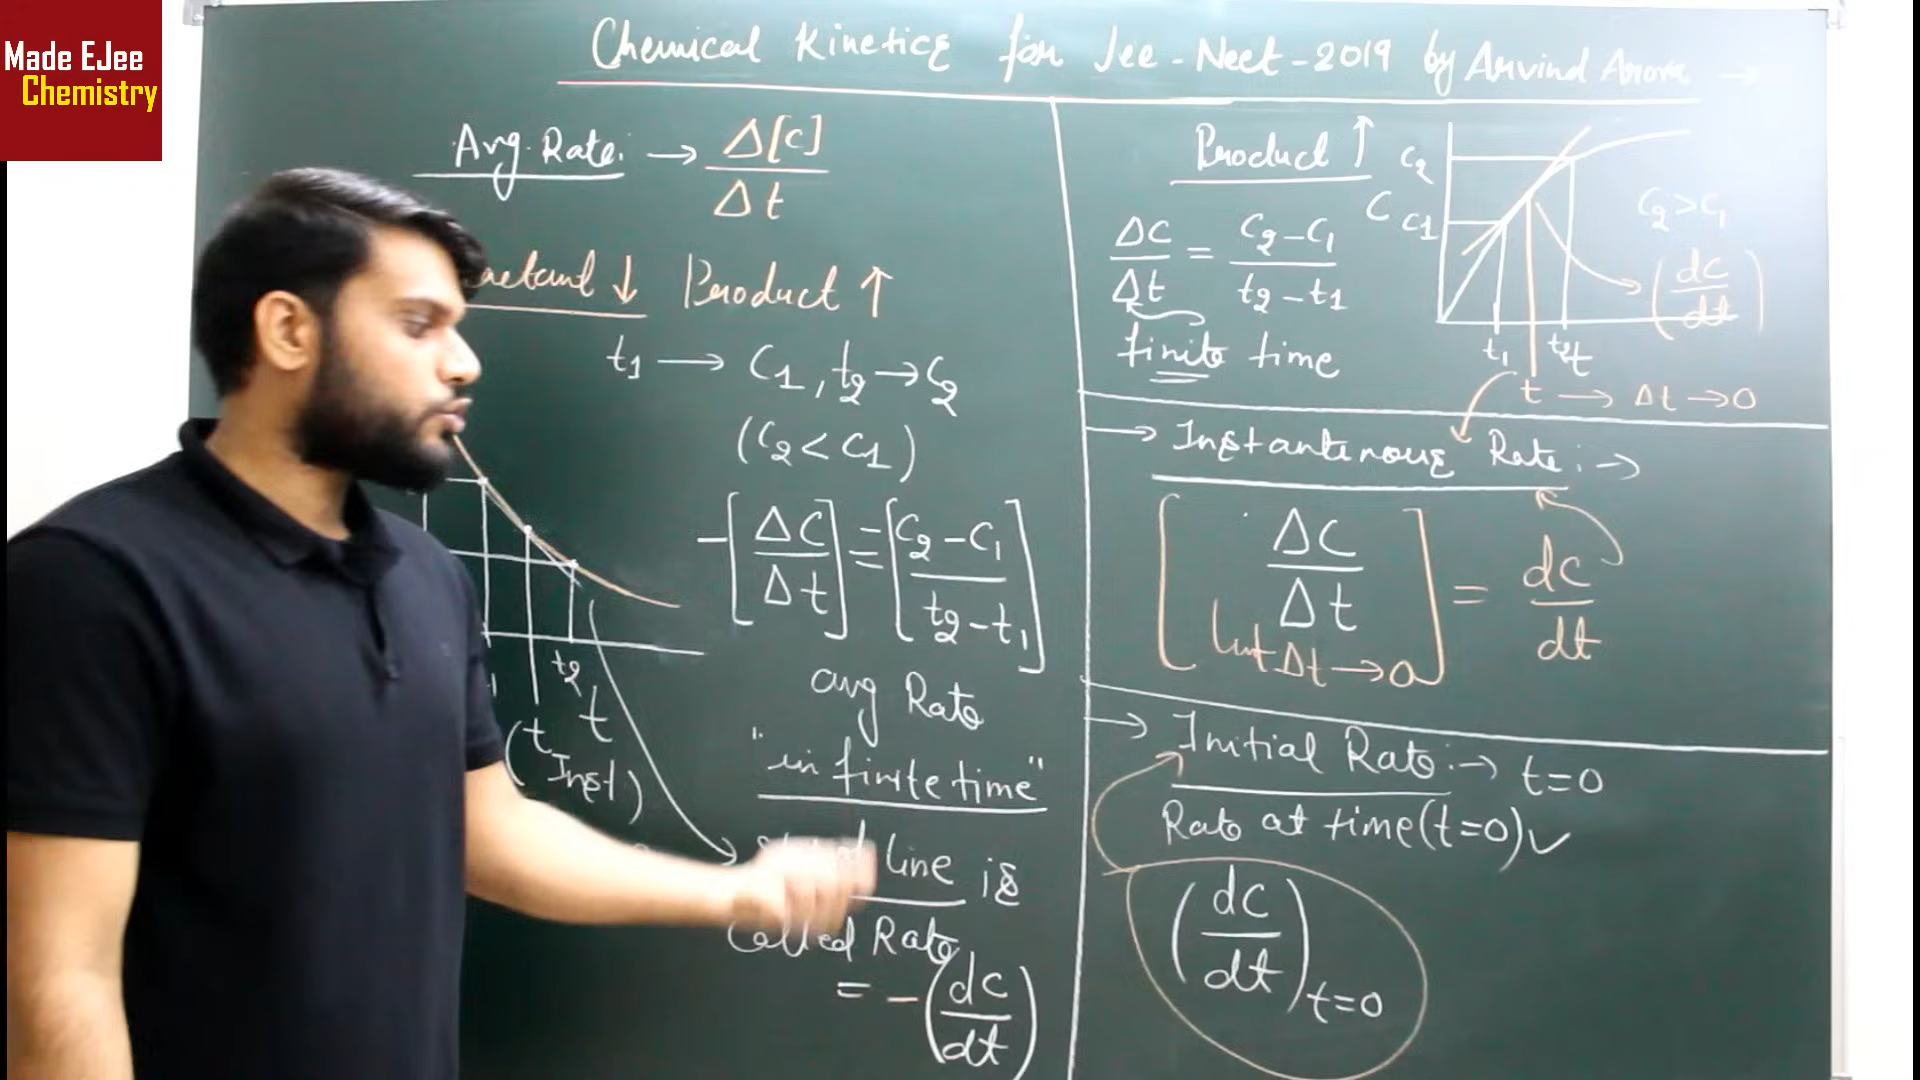 Made EJee
Chemistry
Chemical Kinetics for Jee-Neet-2019 by Arvind Arora →
Avg. Rate: → Δ[C]/Δt
↓ Product ↑
t1 → C1, t2 → C2
(C2 < C1)
-[ΔC/Δt] = [C2-C1/t2-t1]
avg Rate
"in finite time"
line is
called Rate
= -(dc/dt)
t2
t
t
(Inst)
Product ↑
ΔC/Δt = C2-C1/t2-t1
finite time
C2
C
C1
C2 > C1
(dc/dt)
t1
t2
t
t → Δt → 0
→ Instantenous Rate: →
[ΔC/Δt Lmt Δt → 0] = dc/dt
→ Initial Rate: → t=0
Rate at time (t=0) ✓
(dc/dt) t=0